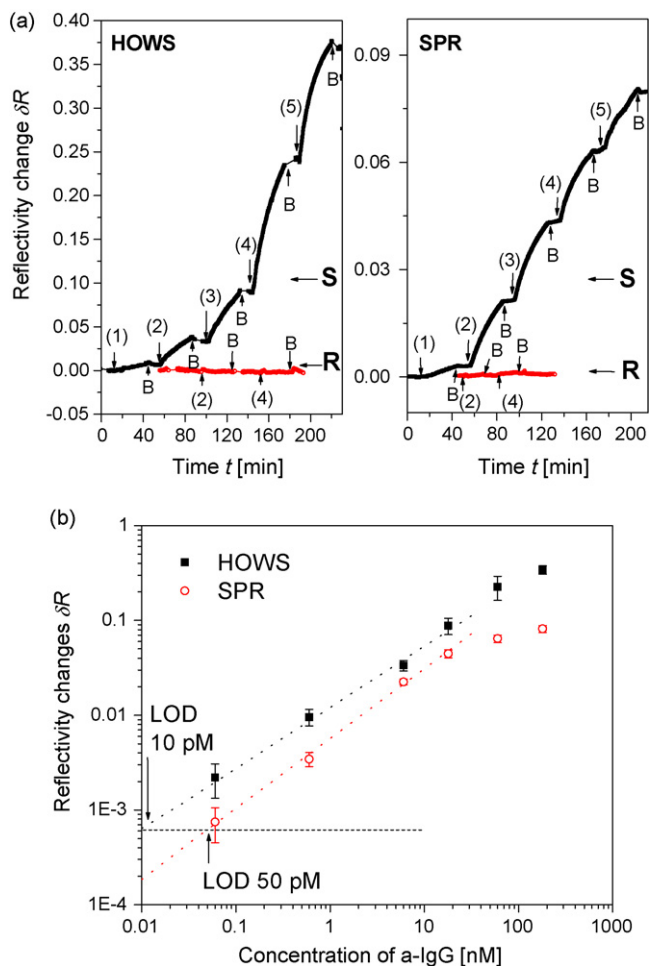 (a)
HOWS
Reflectivity change δR
0.40
0.35
0.30
0.25
0.20
0.15
0.10
0.05
0.00
-0.05
(1)
(2)
(3)
(4)
(5)
B
B
B
B
B
S
R
B
B
(2)
(4)
0 40 80 120 160 200
Time t [min]
SPR
0.09
0.06
0.03
0.00
(1)
(2)
(3)
(4)
(5)
B
B
B
B
B
S
R
B
B
(2)
(4)
0 40 80 120 160 200
Time t [min]
(b)
Reflectivity changes δR
1
0.1
0.01
1E-3
1E-4
HOWS
SPR
LOD
10 pM
LOD 50 pM
0.01 0.1 1 10 100 1000
Concentration of a-IgG [nM]